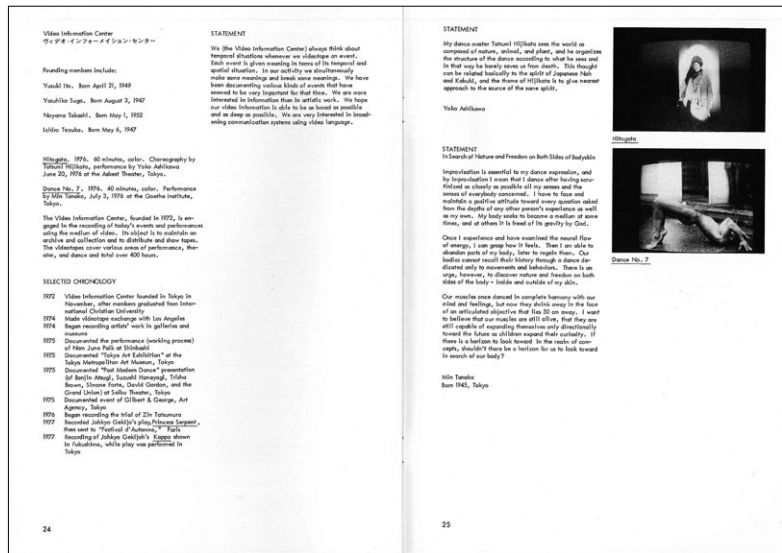 Video Information Center
ヴィデオ・インフォーメイション・センター
Founding members include:
Yusuki Ito. Born April 21, 1949
Yasuhiko Suga. Born August 3, 1947
Noyama Takashi. Born May 1, 1952
Ichiro Tezuka. Born May 6, 1947
Hitogata. 1976. 60 minutes, color. Choreography by
Tatsumi Hijikata, performance by Yoko Ashikawa
June 20, 1976 at the Asbest Theater, Tokyo.
Dance No. 7. 1976. 40 minutes, color. Performance
by Min Tanaka, July 3, 1976 at the Goethe Institute,
Tokyo.
The Video Information Center, founded in 1972, is en-
gaged in the recording of today's events and performances
using the medium of video. Its object is to maintain an
archive and collection and to distribute and show tapes.
The videotapes cover various areas of performance, the-
ater, and dance and total over 400 hours.
SELECTED CHRONOLOGY
1972 Video Information Center founded in Tokyo in
November, after members graduated from Inter-
national Christian University
1974 Made videotape exchange with Los Angeles
1974 Began recording artists' work in galleries and
museums
1975 Documented the performance (working process)
of Nam June Paik at Shinbashi
1975 Documented "Tokyo Art Exhibition" at the
Tokyo Metropolitan Art Museum, Tokyo
1975 Documented "Post Modern Dance" presentation
(of Bonjin Atsugi, Suzushi Hanayagi, Trisha
Brown, Simone Forte, David Gordon, and the
Grand Union) at Seibu Theater, Tokyo
1975 Documented event of Gilbert & George, Art
Agency, Tokyo
1976 Began recording the trial of Zin Tatsumura
1977 Recorded Johkyo Gekijo's play, Princess Serpent,
then sent to "Festival d'Automne," Paris
1977 Recording of Johkyo Gekijoh's Kappa shown
in Fukushima, while play was performed in
Tokyo
24
STATEMENT
We (the Video Information Center) always think about
temporal situations whenever we videotape an event.
Each event is given meaning in terms of its temporal and
spatial situation. In our activity we simultaneously
make some meanings and break some meanings. We have
been documenting various kinds of events that have
seemed to be very important for that time. We are more
interested in information than in artistic work. We hope
our video information is able to be as broad as possible
and as deep as possible. We are very interested in broad-
ening communication systems using video language.
STATEMENT
My dance master Tatsumi Hijikata sees the world as
composed of nature, animal, and plant, and he organizes
the structure of the dance according to what he sees and
in that way he barely saves us from death. This thought
can be related basically to the spirit of Japanese Noh
and Kabuki, and the theme of Hijikata is to give nearest
approach to the source of the same spirit.
Yoko Ashikawa
STATEMENT
In Search of Nature and Freedom on Both Sides of Bodyskin
Improvisation is essential to my dance expression, and
by improvisation I mean that I dance after having scru-
tinized as closely as possible all my senses and the
senses of everybody concerned. I have to face and
maintain a positive attitude toward every question asked
from the depths of any other person's experience as well
as my own. My body seeks to become a medium at some
times, and at others it is freed of its gravity by God.
Once I experience and have examined the neural flow
of energy, I can grasp how it feels. Then I am able to
abandon parts of my body, later to regain them. Our
bodies cannot recall their history through a dance de-
dicated only to movements and behaviors. There is an
urge, however, to discover nature and freedom on both
sides of the body - inside and outside of my skin.
Our muscles once danced in complete harmony with our
mind and feelings, but now they shrink away in the face
of an articulated objective that lies 50 cm away. I want
to believe that our muscles are still alive, that they are
still capable of expanding themselves only directionally
toward the future as children expand their curiosity. If
there is a horizon to look toward in the realm of con-
cepts, shouldn't there be a horizon for us to look toward
in search of our body?
Min Tanaka
Born 1945, Tokyo
25
Hitogata
Dance No. 7